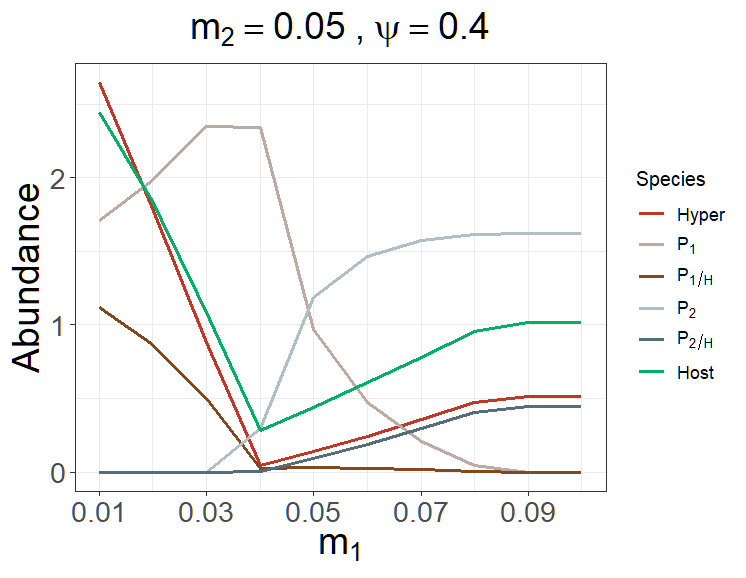 m₂ = 0.05 , ψ = 0.4
Abundance
2
1
0
0.01 0.03 0.05 0.07 0.09
m₁
Species
Hyper
P₁
P₁/H
P₂
P₂/H
Host